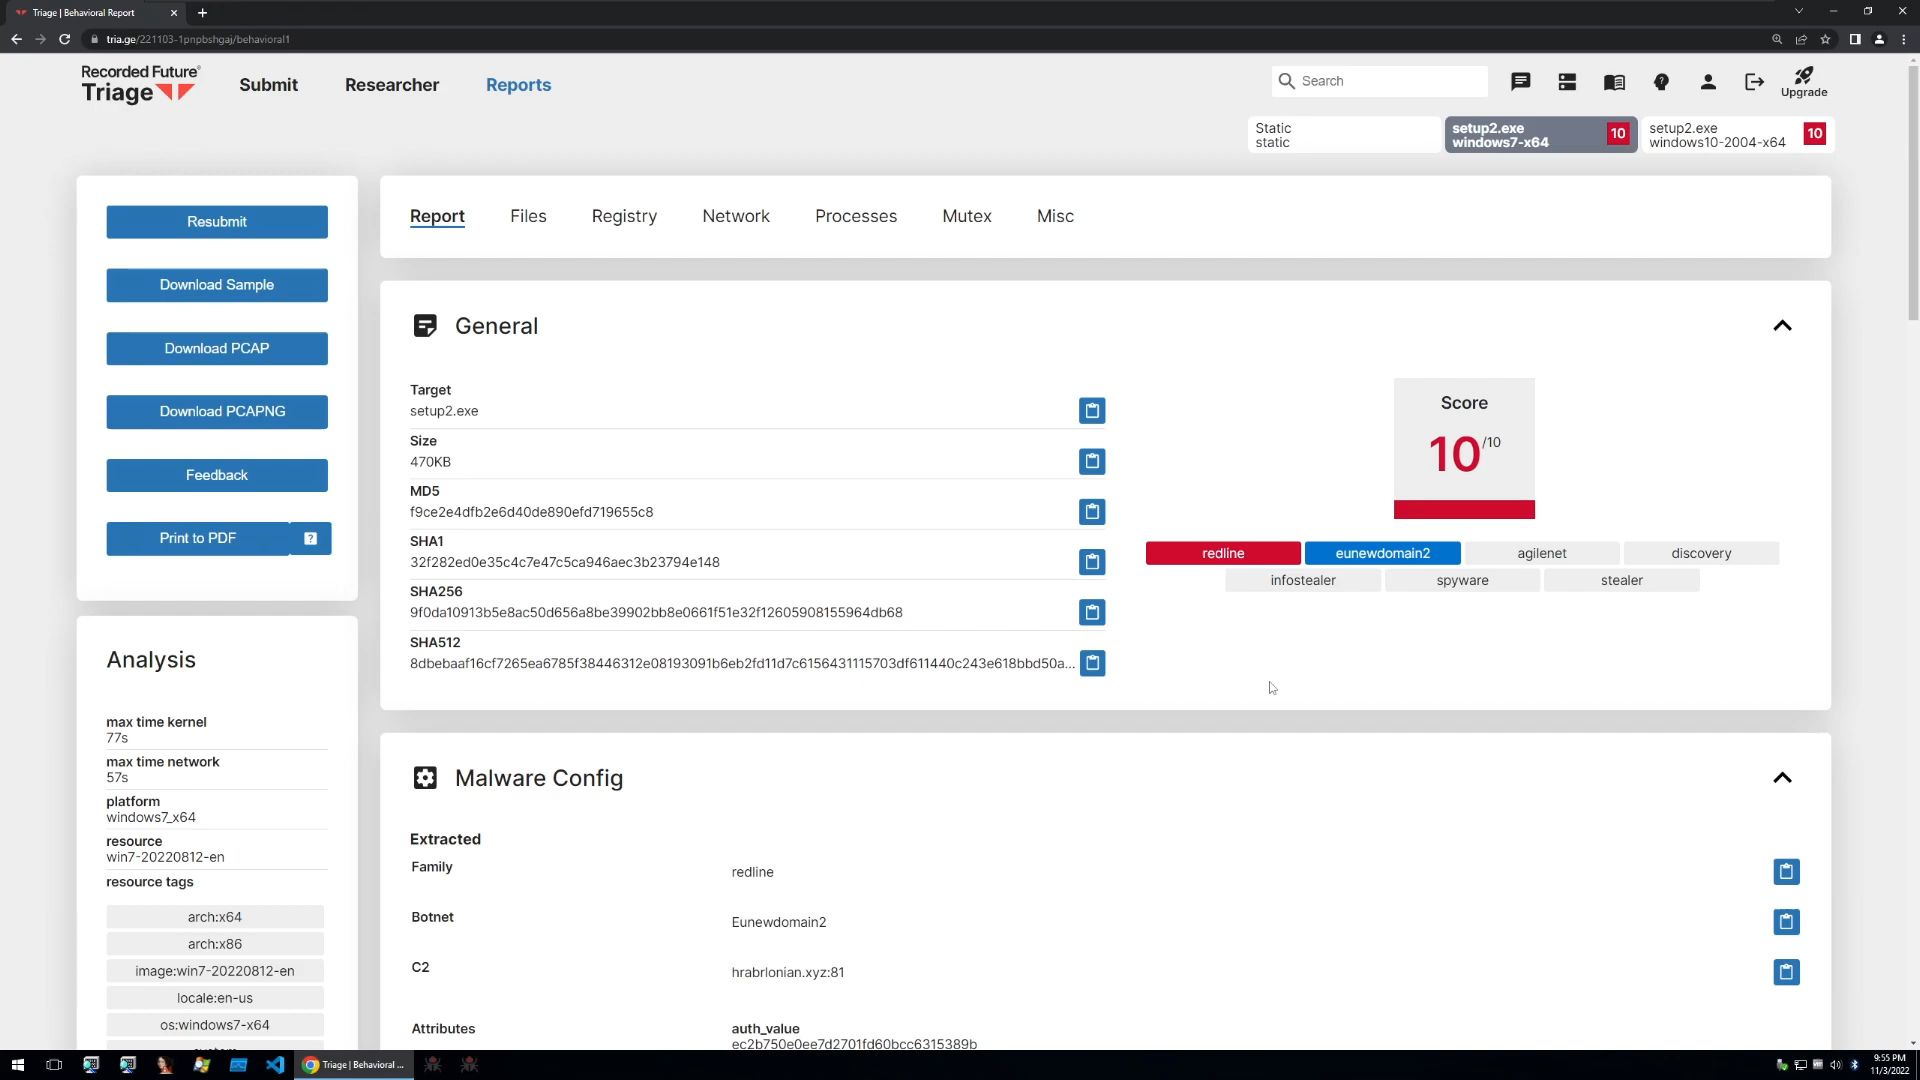 Triage | Behavioral Report
tria.ge/221103-1pnpbshgaj/behavioral1
Recorded Future®
Triage
Submit
Researcher
Reports
Search
Upgrade
Static
static
setup2.exe
windows7-x64
10
setup2.exe
windows10-2004-x64
10
Resubmit
Download Sample
Download PCAP
Download PCAPNG
Feedback
Print to PDF
?
Analysis
max time kernel
77s
max time network
57s
platform
windows7_x64
resource
win7-20220812-en
resource tags
arch:x64
arch:x86
image:win7-20220812-en
locale:en-us
os:windows7-x64
Report
Files
Registry
Network
Processes
Mutex
Misc
General
Target
setup2.exe
Size
470KB
MD5
f9ce2e4dfb2e6d40de890efd719655c8
SHA1
32f282ed0e35c4c7e47c5ca946aec3b23794e148
SHA256
9f0da10913b5e8ac50d656a8be39902bb8e0661f51e32f12605908155964db68
SHA512
8dbebaaf16cf7265ea6785f38446312e08193091b6eb2fd11d7c6156431115703df611440c243e618bbd50a...
Score
10/10
redline
eunewdomain2
agilenet
discovery
infostealer
spyware
stealer
Malware Config
Extracted
Family
redline
Botnet
Eunewdomain2
C2
hrabrlonian.xyz:81
Attributes
auth_value
ec2b750e0ee7d2701fd60bcc6315389b
Triage | Behavioral ...
9:55 PM
11/3/2022